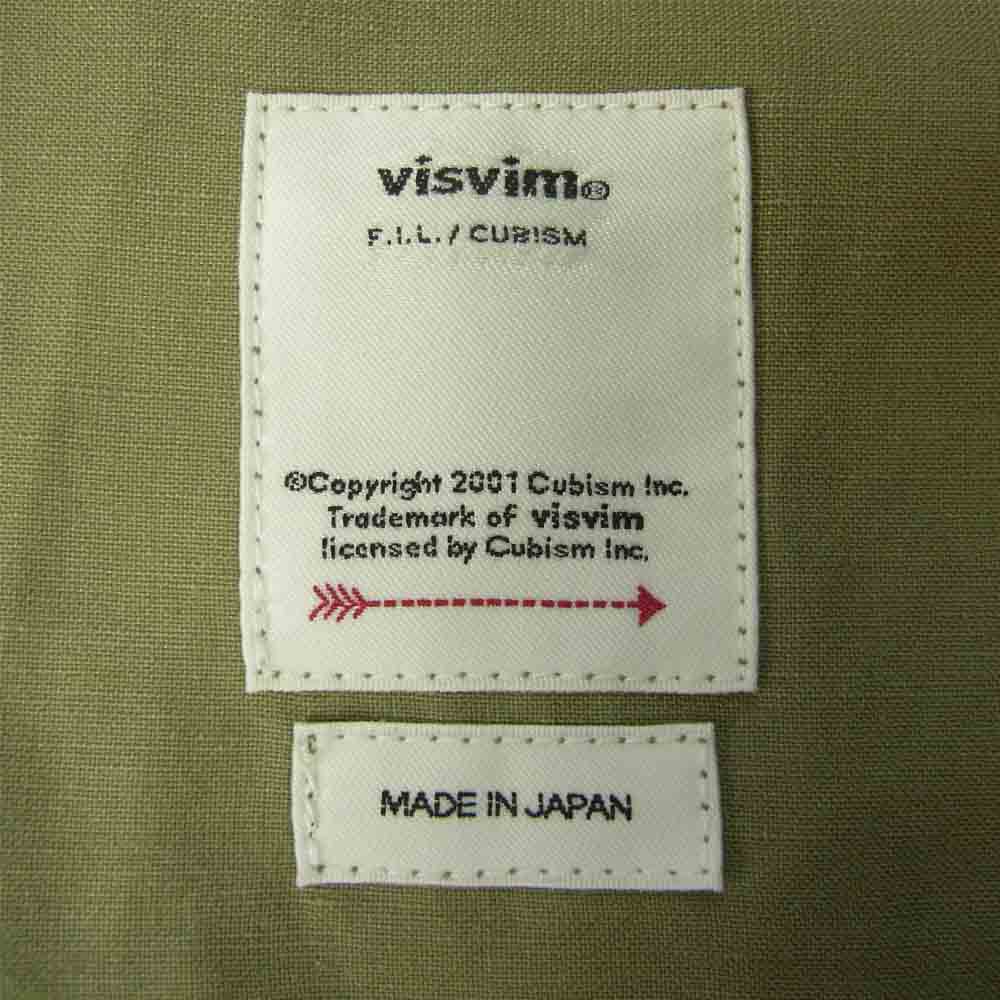 visvim®
F.I.L. / CUBISM
©Copyright 2001 Cubism Inc.
Trademark of visvim
licensed by Cubism Inc.
MADE IN JAPAN